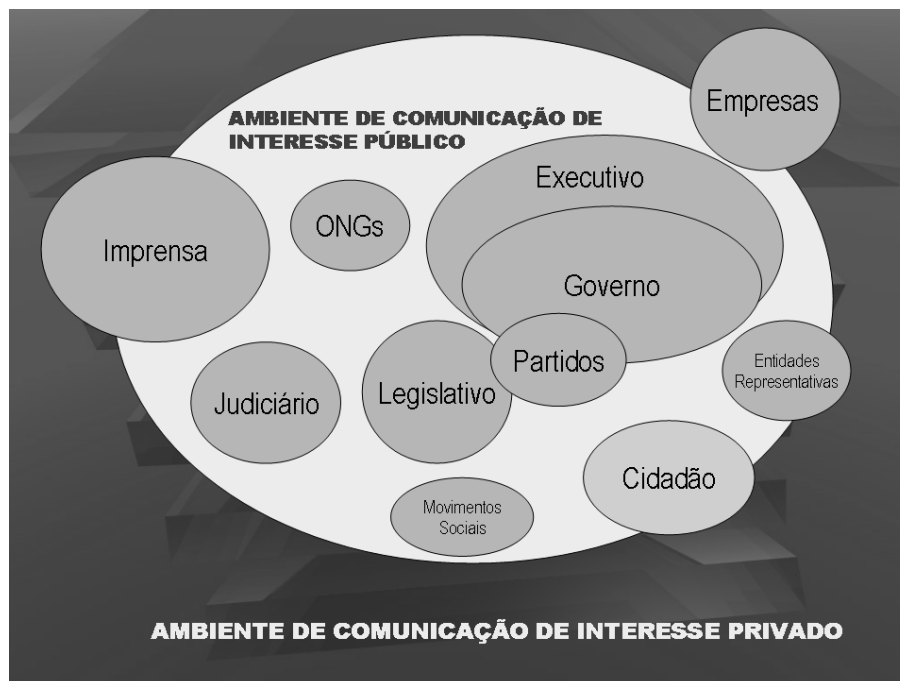 Empresas
AMBIENTE DE COMUNICAÇÃO DE
INTERESSE PÚBLICO
Executivo
ONGs
Imprensa
Governo
Partidos
Entidades
Representativas
Legislativo
Judiciário
Cidadão
Movimentos
Sociais
AMBIENTE DE COMUNICAÇÃO DE INTERESSE PRIVADO